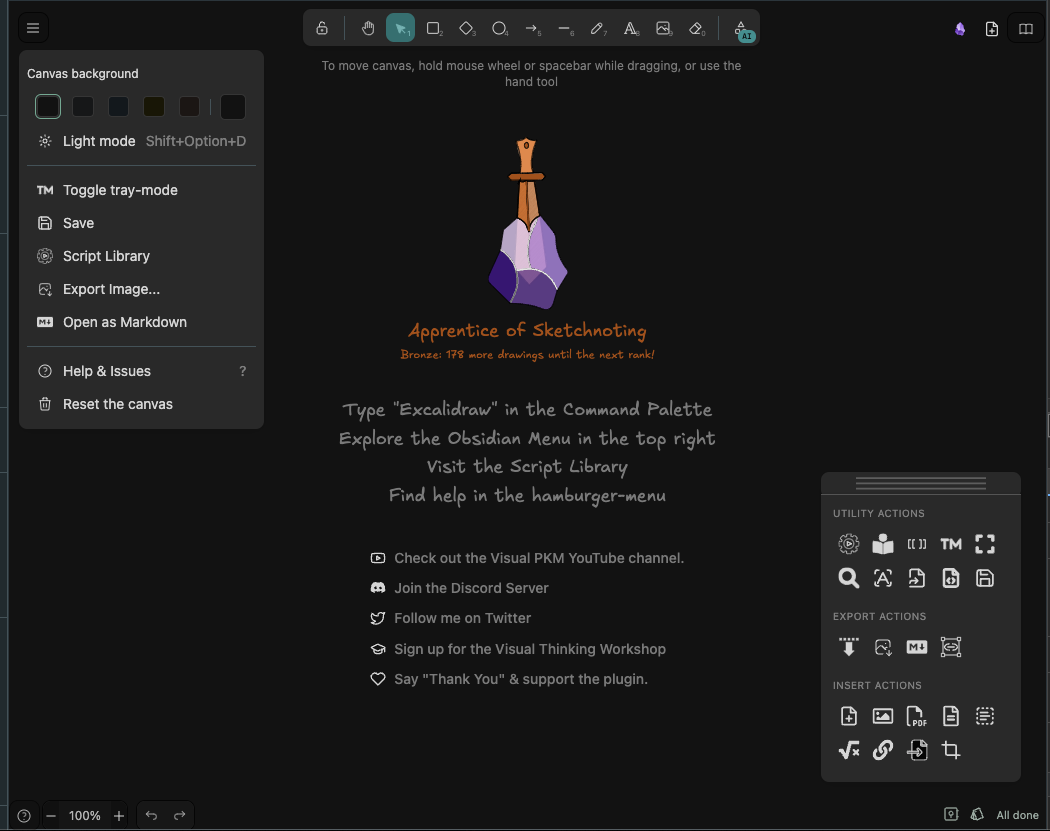 1 2 3 4 5 6 7 8 9 0 AI
To move canvas, hold mouse wheel or spacebar while dragging, or use the
hand tool
Canvas background
Light mode Shift+Option+D
TM Toggle tray-mode
Save
Script Library
Export Image...
M↓ Open as Markdown
Help & Issues ?
Reset the canvas
Apprentice of Sketchnoting
Bronze: 178 more drawings until the next rank!
Type "Excalidraw" in the Command Palette
Explore the Obsidian Menu in the top right
Visit the Script Library
Find help in the hamburger-menu
Check out the Visual PKM YouTube channel.
Join the Discord Server
Follow me on Twitter
Sign up for the Visual Thinking Workshop
Say "Thank You" & support the plugin.
UTILITY ACTIONS
[[ ]] TM
A
EXPORT ACTIONS
M↓
INSERT ACTIONS
PDF
√x
? − 100% +
All done